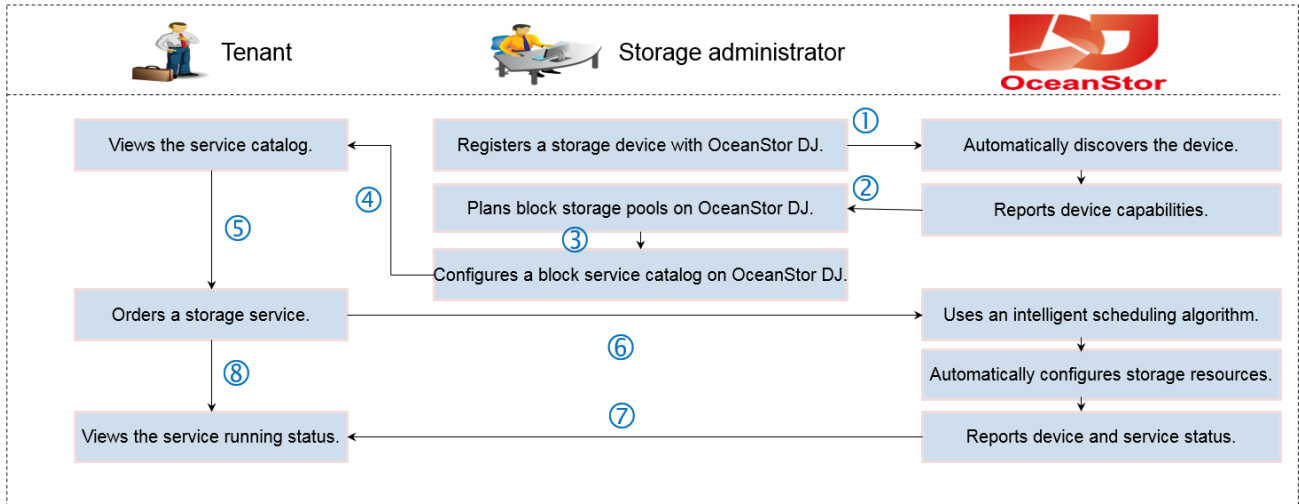 Tenant
Storage administrator
OceanStor
①
Views the service catalog.
Registers a storage device with OceanStor DJ.
Automatically discovers the device.
②
④
Plans block storage pools on OceanStor DJ.
Reports device capabilities.
⑤
③
Configures a block service catalog on OceanStor DJ.
Orders a storage service.
Uses an intelligent scheduling algorithm.
⑥
⑧
Automatically configures storage resources.
⑦
Views the service running status.
Reports device and service status.